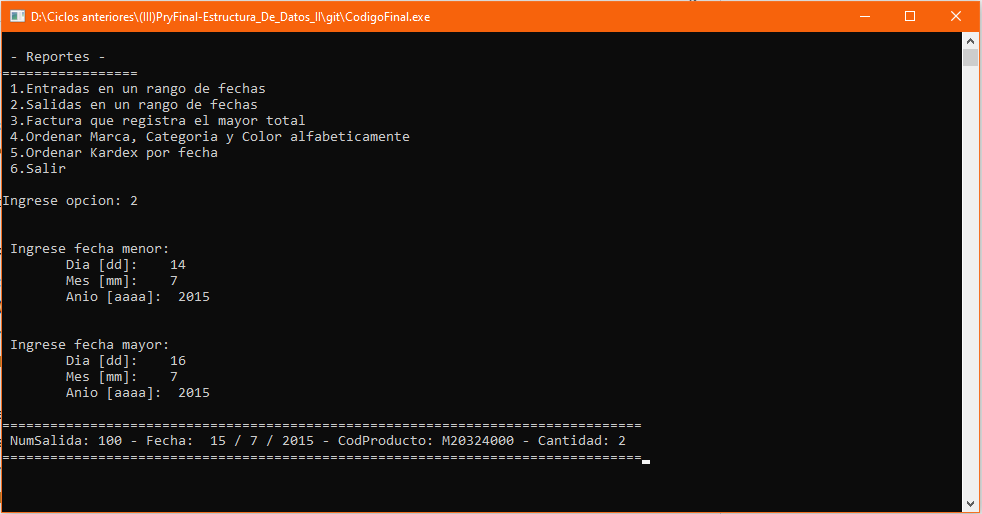 D:\Ciclos anteriores\(III)PryFinal-Estructura_De_Datos_II\git\CodigoFinal.exe
- Reportes -
=================
1.Entradas en un rango de fechas
2.Salidas en un rango de fechas
3.Factura que registra el mayor total
4.Ordenar Marca, Categoria y Color alfabeticamente
5.Ordenar Kardex por fecha
6.Salir
Ingrese opcion: 2
Ingrese fecha menor:
Dia [dd]: 14
Mes [mm]: 7
Anio [aaaa]: 2015
Ingrese fecha mayor:
Dia [dd]: 16
Mes [mm]: 7
Anio [aaaa]: 2015
================================================================================
NumSalida: 100 - Fecha: 15 / 7 / 2015 - CodProducto: M20324000 - Cantidad: 2
================================================================================